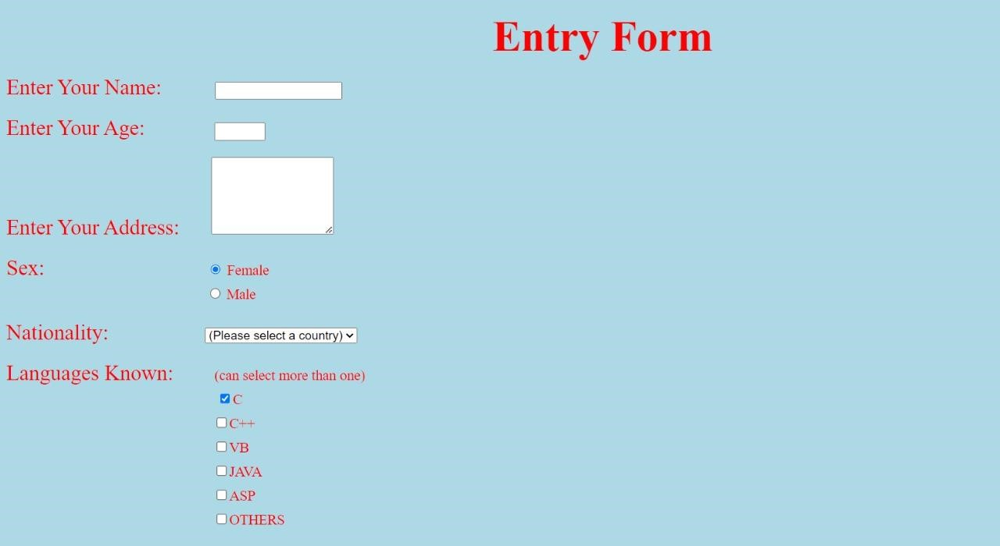 Entry Form
Enter Your Name:
Enter Your Age:
Enter Your Address:
Sex: Female
Male
Nationality: (Please select a country)
Languages Known: (can select more than one)
C
C++
VB
JAVA
ASP
OTHERS